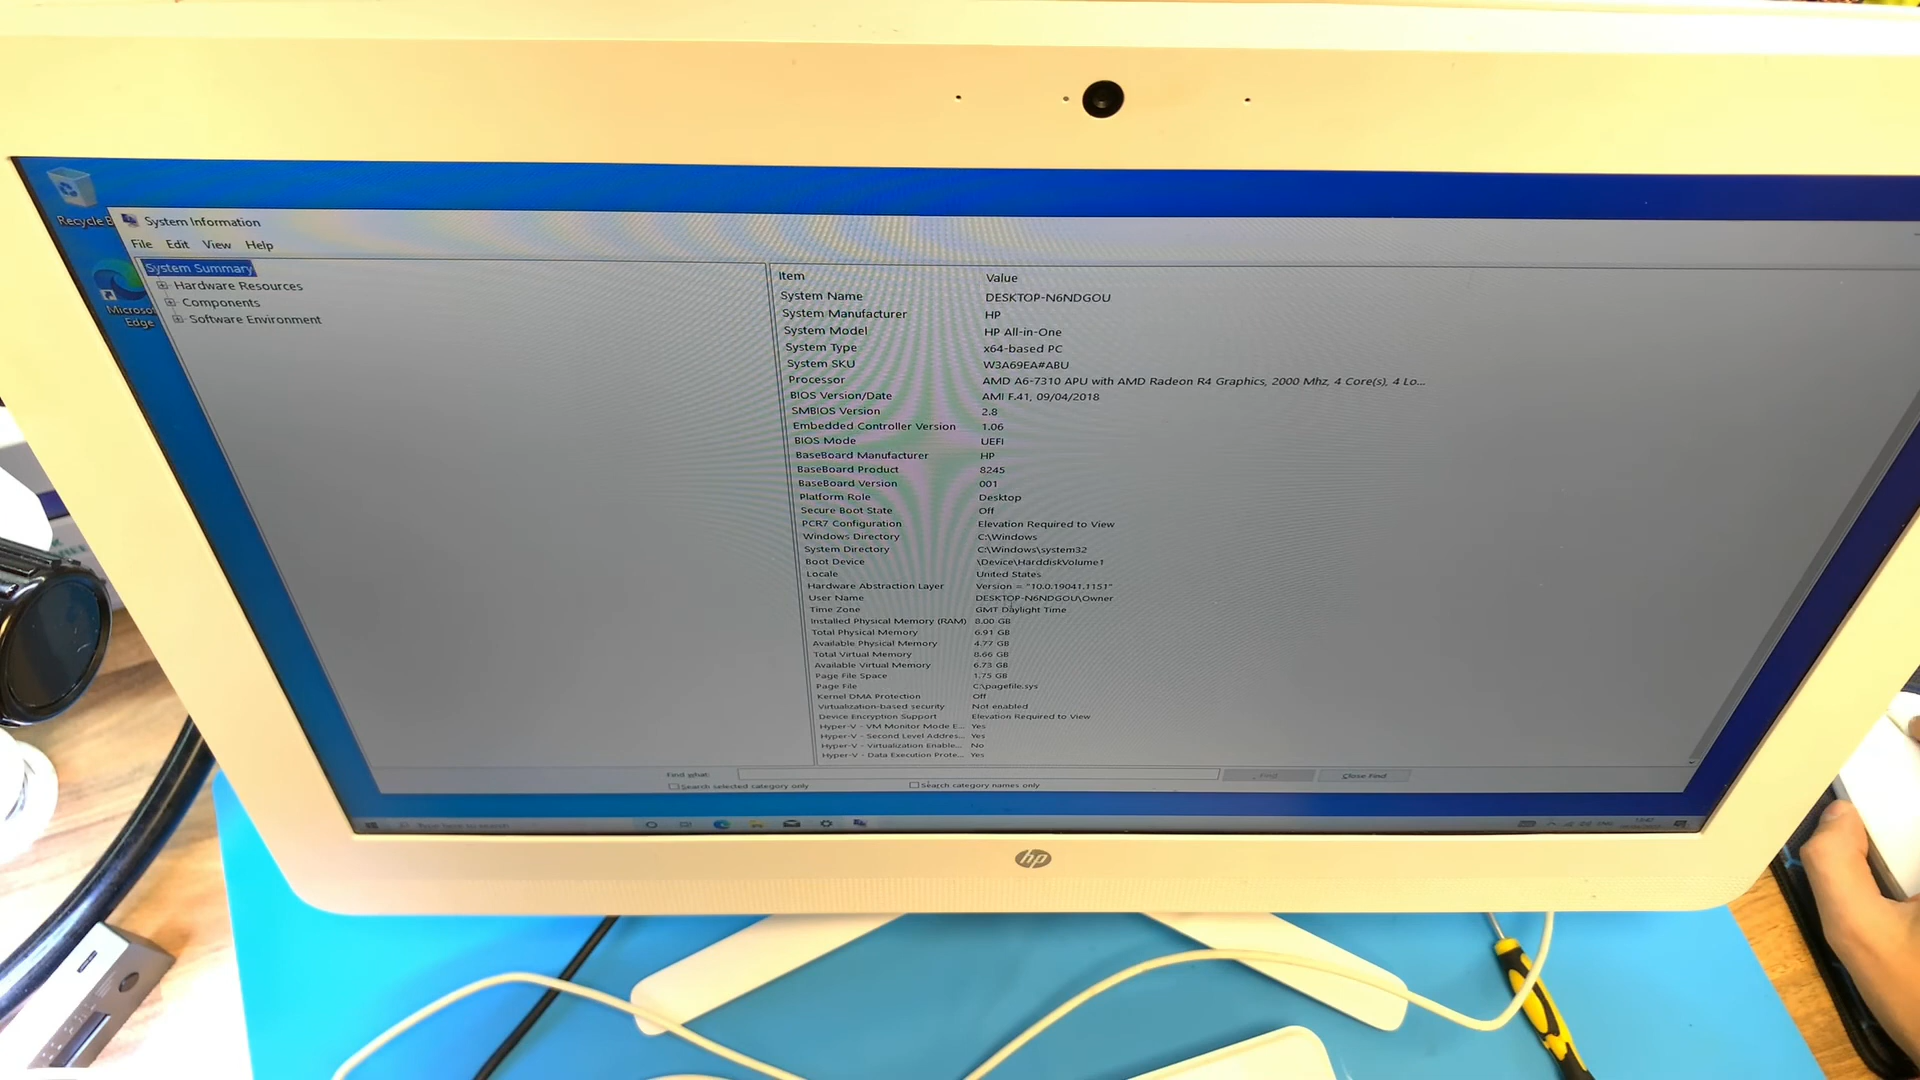 Recycle B
System Information
File Edit View Help
System Summary
Hardware Resources
Components
Software Environment
Microsof
Edge
Item Value
System Name DESKTOP-N6NDGOU
System Manufacturer HP
System Model HP All-in-One
System Type x64-based PC
System SKU W3A69EA#ABU
Processor AMD A6-7310 APU with AMD Radeon R4 Graphics, 2000 Mhz, 4 Core(s), 4 Lo...
BIOS Version/Date AMI F.41, 09/04/2018
SMBIOS Version 2.8
Embedded Controller Version 1.06
BIOS Mode UEFI
BaseBoard Manufacturer HP
BaseBoard Product 8245
BaseBoard Version 001
Platform Role Desktop
Secure Boot State Off
PCR7 Configuration Elevation Required to View
Windows Directory C:\Windows
System Directory C:\Windows\system32
Boot Device \Device\HarddiskVolume1
Locale United States
Hardware Abstraction Layer Version = "10.0.19041.1151"
User Name DESKTOP-N6NDGOU\Owner
Time Zone GMT Daylight Time
Installed Physical Memory (RAM) 8.00 GB
Total Physical Memory 6.91 GB
Available Physical Memory 4.77 GB
Total Virtual Memory 8.66 GB
Available Virtual Memory 6.73 GB
Page File Space 1.75 GB
Page File C:\pagefile.sys
Kernel DMA Protection Off
Virtualization-based security Not enabled
Device Encryption Support Elevation Required to View
Hyper-V - VM Monitor Mode E... Yes
Hyper-V - Second Level Addres... Yes
Hyper-V - Virtualization Enable... No
Hyper-V - Data Execution Prote... Yes
Find what: Find Close Find
Search selected category only Search category names only
Type here to search
hp